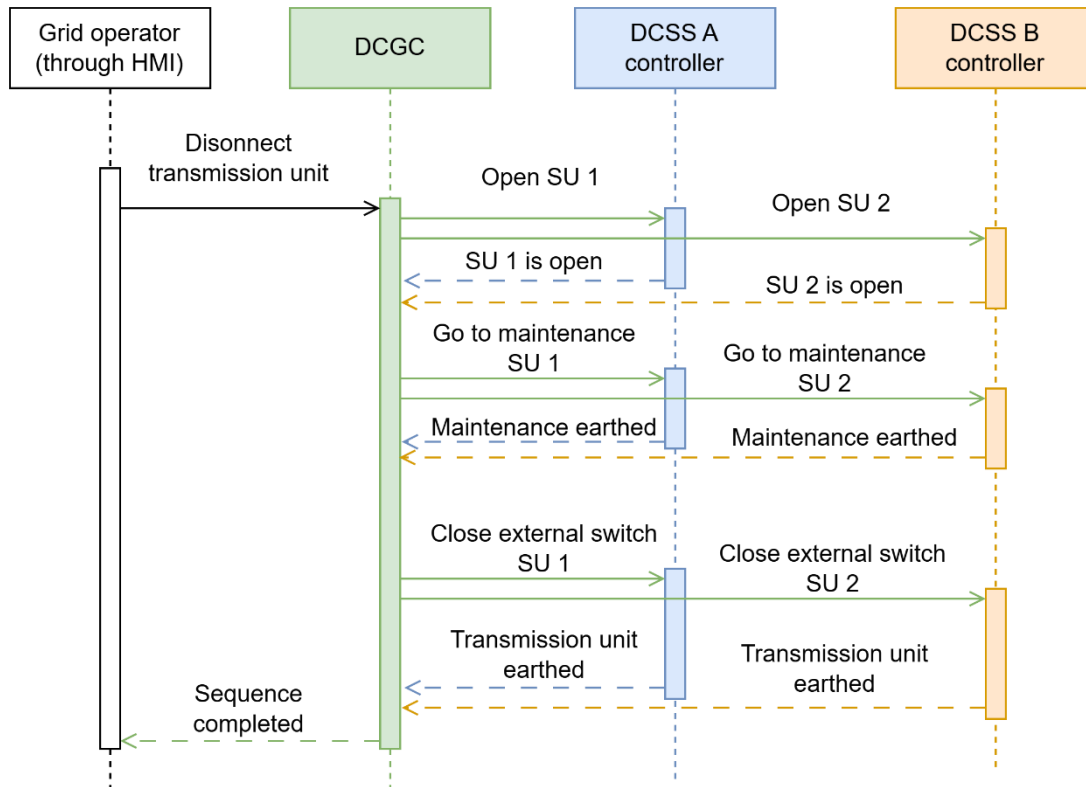 Grid operator
(through HMI)
DCGC
DCSS A
controller
DCSS B
controller
Disonnect
transmission unit
Open SU 1
Open SU 2
SU 1 is open
SU 2 is open
Go to maintenance
SU 1
Go to maintenance
SU 2
Maintenance earthed
Maintenance earthed
Close external switch
SU 1
Close external switch
SU 2
Transmission unit
earthed
Transmission unit
earthed
Sequence
completed